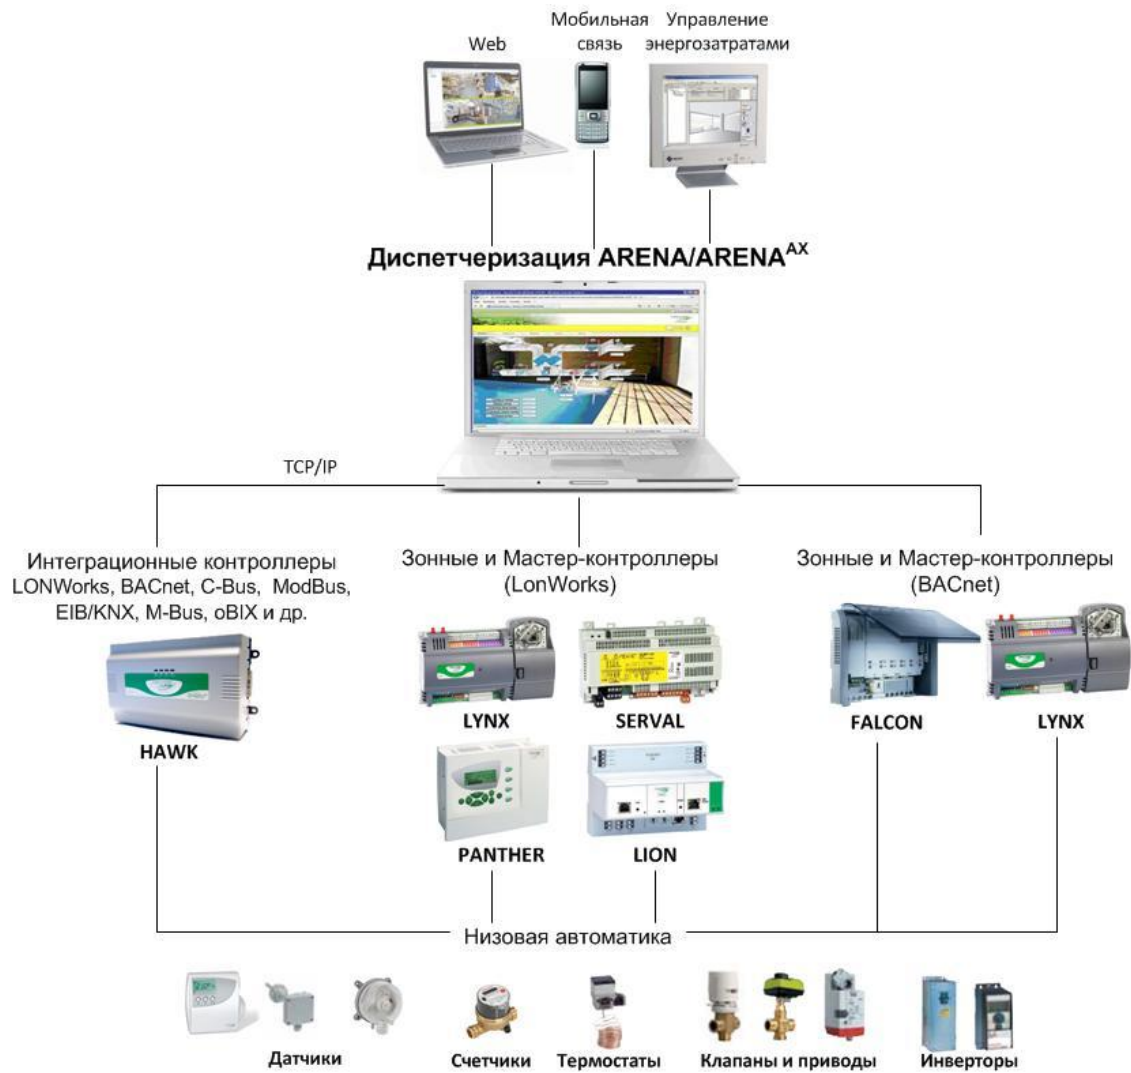 Web
Мобильная
связь
Управление
энергозатратами
Диспетчеризация ARENA/ARENA^AX
TCP/IP
Интеграционные контроллеры
LONWorks, BACnet, C-Bus, ModBus,
EIB/KNX, M-Bus, oBIX и др.
HAWK
Зонные и Мастер-контроллеры
(LonWorks)
LYNX
SERVAL
PANTHER
LION
Зонные и Мастер-контроллеры
(BACnet)
FALCON
LYNX
Низовая автоматика
Датчики
Счетчики
Термостаты
Клапаны и приводы
Инверторы